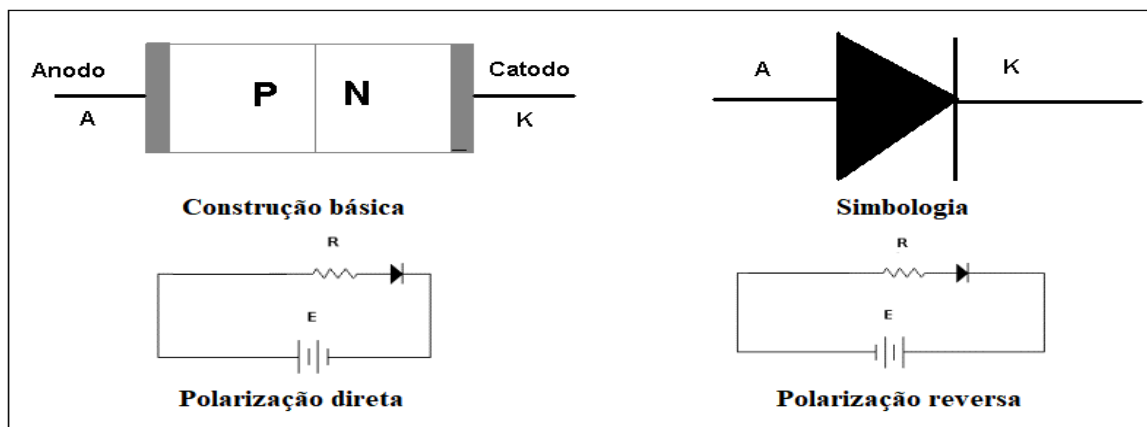 Anodo
A
P N
Catodo
K
Construção básica
A
K
Simbologia
R
E
Polarização direta
R
E
Polarização reversa